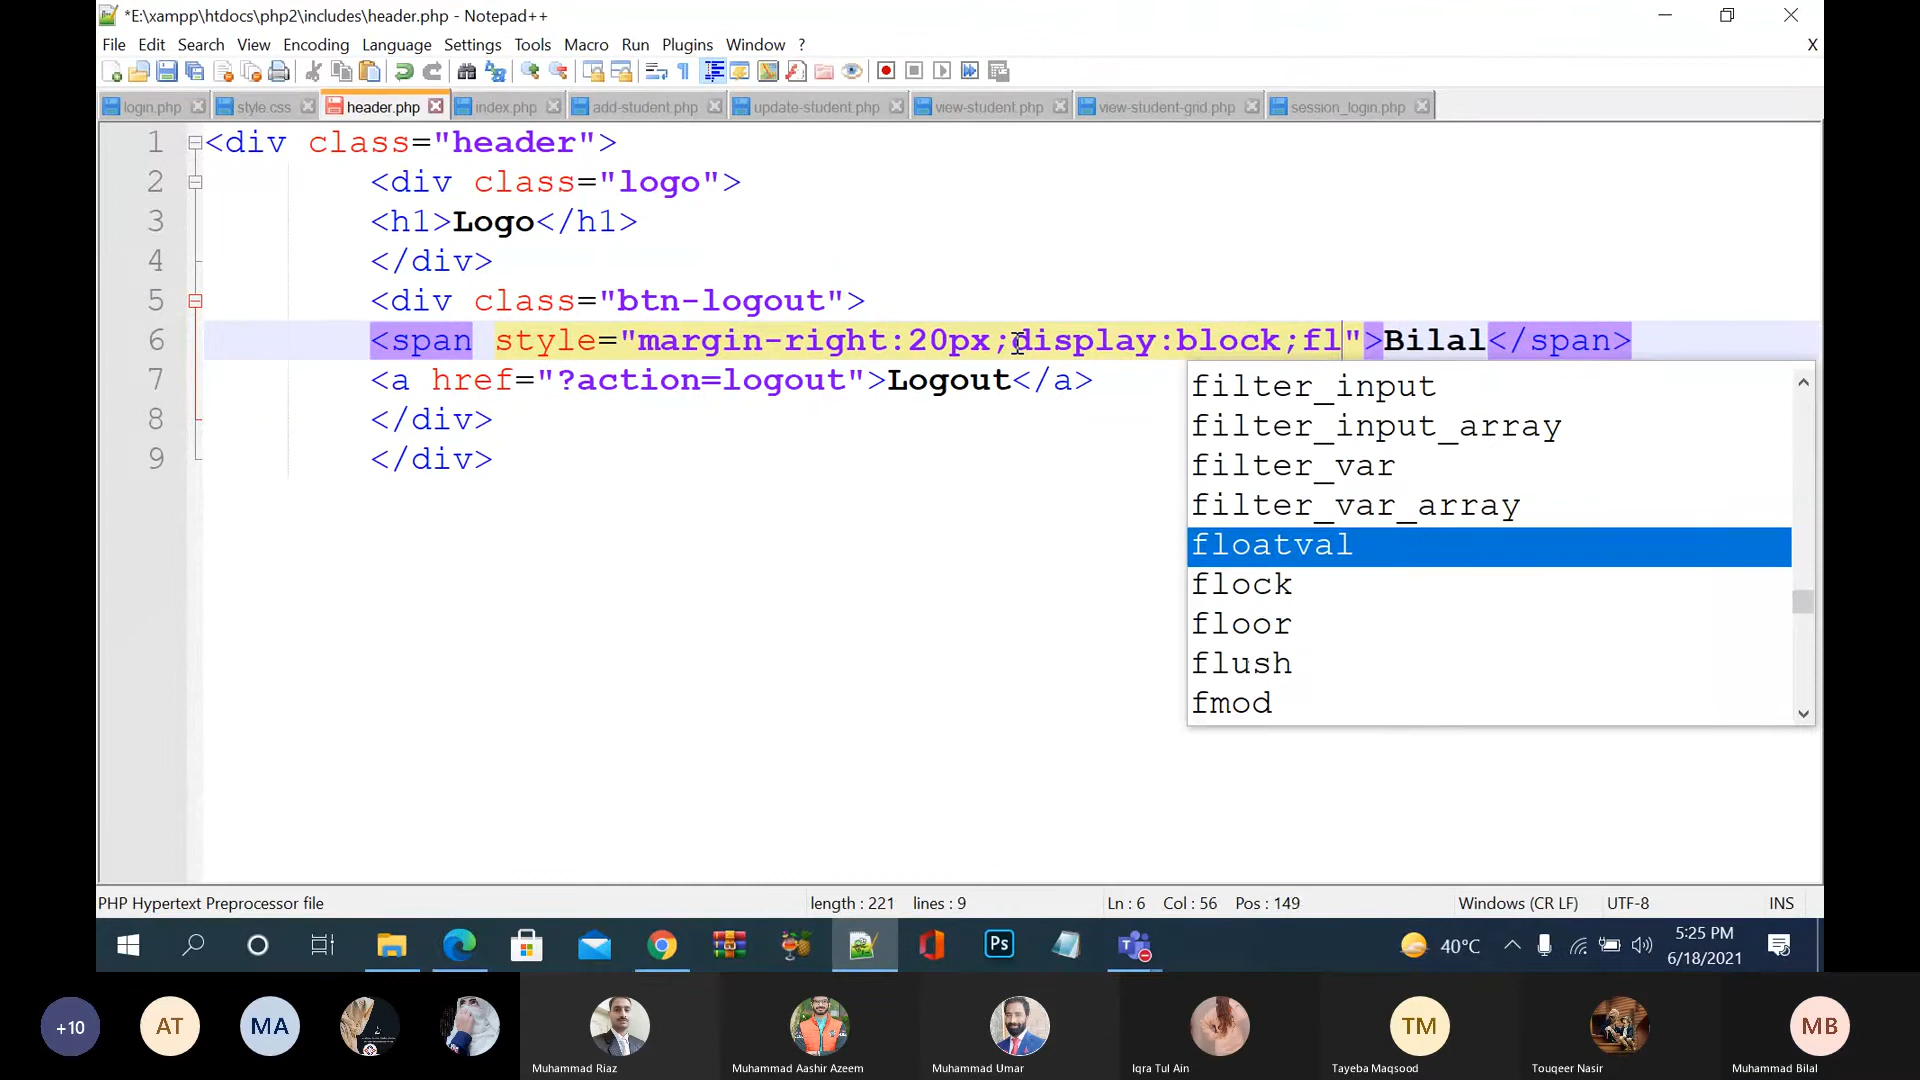 *E:\xampp\htdocs\php2\includes\header.php - Notepad++
File Edit Search View Encoding Language Settings Tools Macro Run Plugins Window ? X
login.php style.css header.php index.php add-student.php update-student.php view-student.php view-student-grid.php session_login.php
1 <div class="header">
2 <div class="logo">
3 <h1>Logo</h1>
4 </div>
5 <div class="btn-logout">
6 <span style="margin-right:20px;display:block;fl">Bilal</span>
7 <a href="?action=logout">Logout</a>
8 </div>
9 </div>
filter_input
filter_input_array
filter_var
filter_var_array
floatval
flock
floor
flush
fmod
PHP Hypertext Preprocessor file length : 221 lines : 9 Ln : 6 Col : 56 Pos : 149 Windows (CR LF) UTF-8 INS
Ps 40°C 5:25 PM
6/18/2021
+10 AT MA TM MB
Muhammad Riaz Muhammad Aashir Azeem Muhammad Umar Iqra Tul Ain Tayeba Maqsood Touqeer Nasir Muhammad Bilal